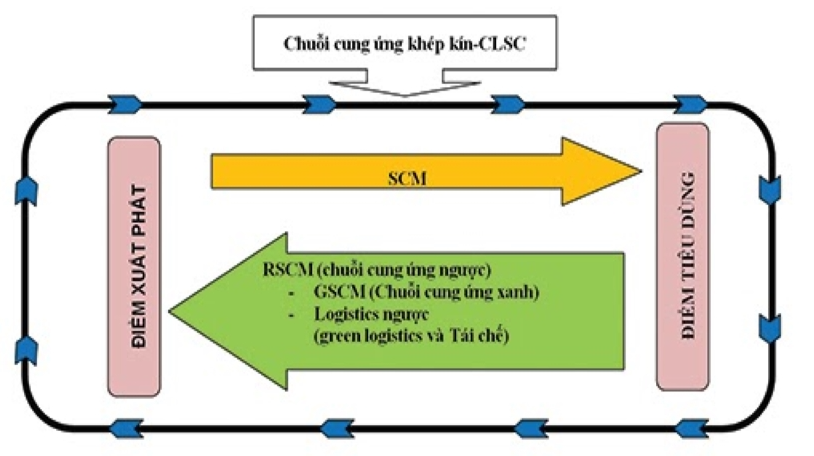 Chuỗi cung ứng khép kín-CLSC
ĐIỂM XUẤT PHÁT
SCM
RSCM (chuỗi cung ứng ngược)
- GSCM (Chuỗi cung ứng xanh)
- Logistics ngược
(green logistics và Tái chế)
ĐIỂM TIÊU DÙNG